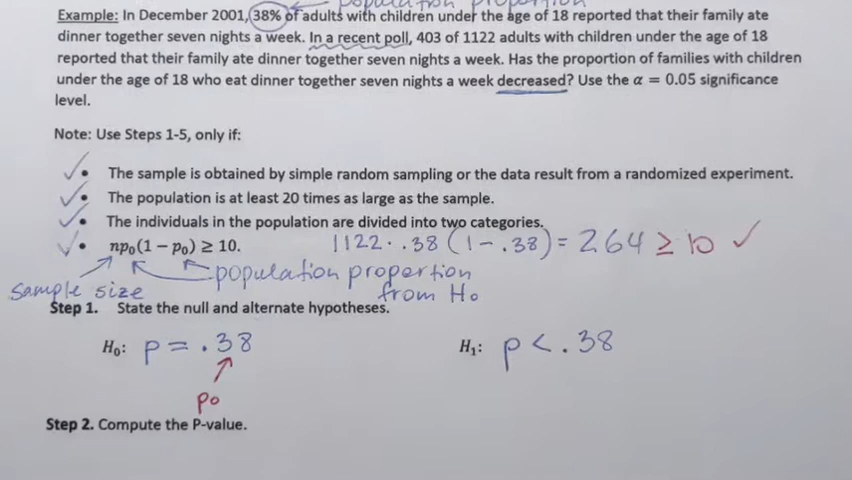 population proportion
Example: In December 2001, 38% of adults with children under the age of 18 reported that their family ate
dinner together seven nights a week. In a recent poll, 403 of 1122 adults with children under the age of 18
reported that their family ate dinner together seven nights a week. Has the proportion of families with children
under the age of 18 who eat dinner together seven nights a week decreased? Use the α = 0.05 significance
level.
Note: Use Steps 1-5, only if:
✓• The sample is obtained by simple random sampling or the data result from a randomized experiment.
✓• The population is at least 20 times as large as the sample.
✓• The individuals in the population are divided into two categories.
✓• np₀(1 − p₀) ≥ 10. 1122 · .38 (1 - .38) = 264 ≥ 10 ✓
population proportion
sample size from H₀
Step 1. State the null and alternate hypotheses.
H₀: p = .38 H₁: p < .38
p₀
Step 2. Compute the P-value.